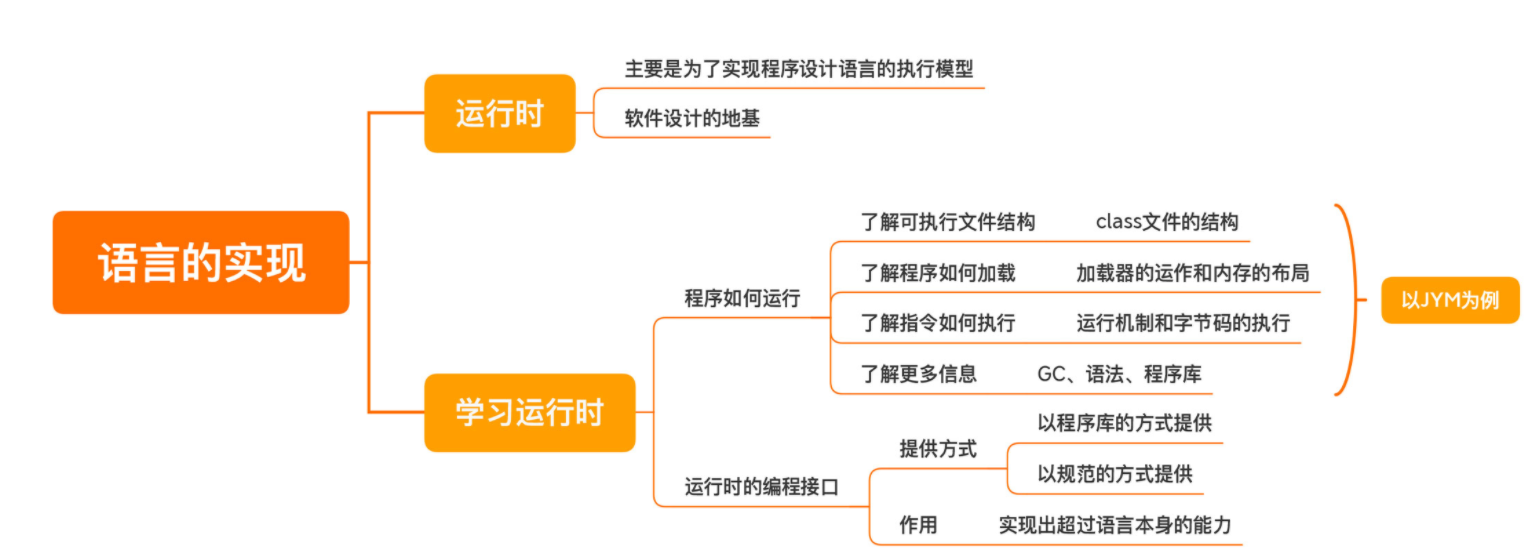 语言的实现
运行时
主要是为了实现程序设计语言的执行模型
软件设计的地基
学习运行时
程序如何运行
了解可执行文件结构 class文件的结构
了解程序如何加载 加载器的运作和内存的布局
了解指令如何执行 运行机制和字节码的执行
了解更多信息 GC、语法、程序库
以JYM为例
运行时的编程接口
提供方式
以程序库的方式提供
以规范的方式提供
作用 实现出超过语言本身的能力